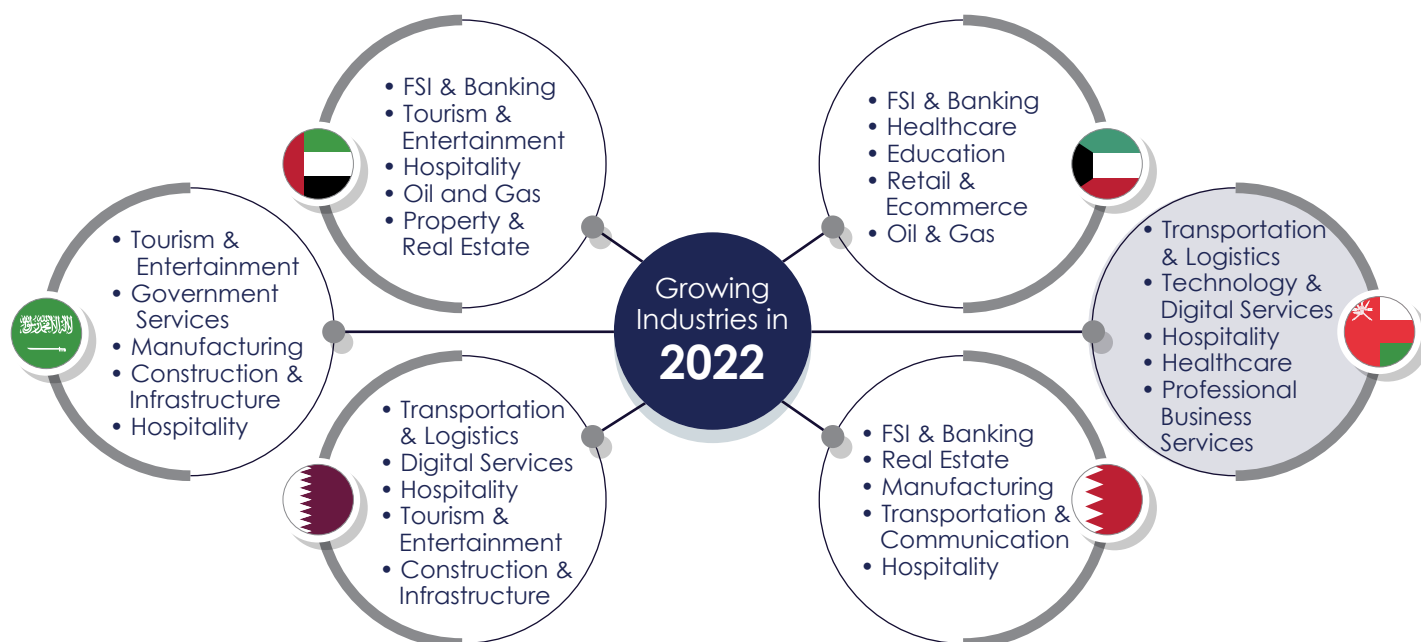 • FSI & Banking
• Tourism &
Entertainment
• Hospitality
• Oil and Gas
• Property &
Real Estate
• FSI & Banking
• Healthcare
• Education
• Retail &
Ecommerce
• Oil & Gas
• Tourism &
Entertainment
• Government
Services
• Manufacturing
• Construction &
Infrastructure
• Hospitality
Growing
Industries in
2022
• Transportation
& Logistics
• Technology &
Digital Services
• Hospitality
• Healthcare
• Professional
Business
Services
• Transportation
& Logistics
• Digital Services
• Hospitality
• Tourism &
Entertainment
• Construction &
Infrastructure
• FSI & Banking
• Real Estate
• Manufacturing
• Transportation &
Communication
• Hospitality